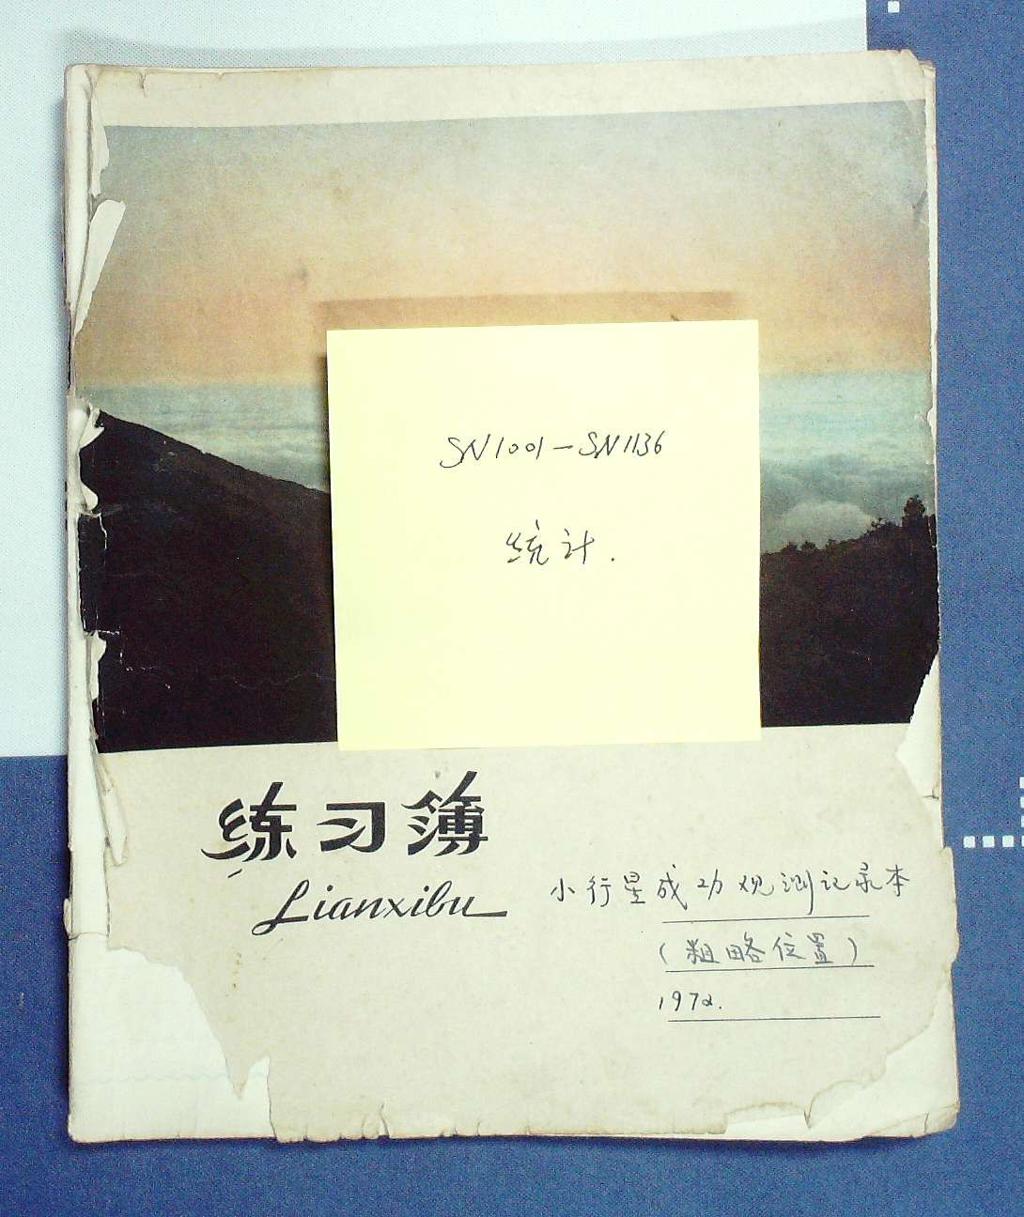 SN1001-SN1136
统计.
练习簿
Lianxibu
小行星成功观测记录本
(粗略位置)
1972.